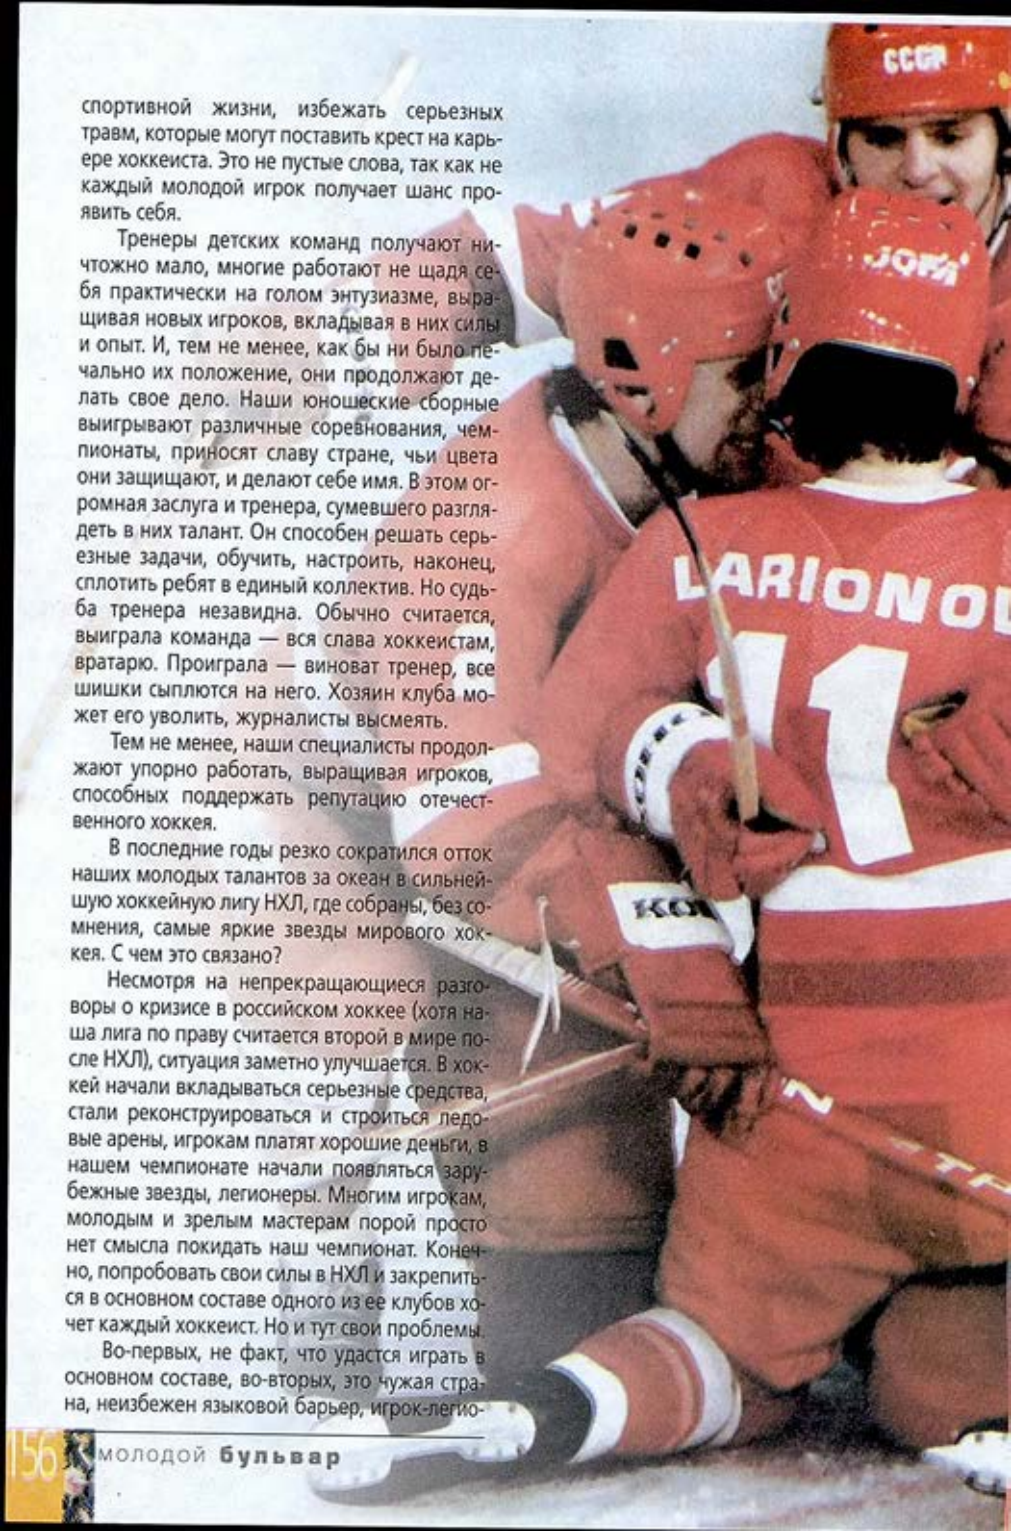 спортивной жизни, избежать серьезных
травм, которые могут поставить крест на карь-
ере хоккеиста. Это не пустые слова, так как не
каждый молодой игрок получает шанс про-
явить себя.
Тренеры детских команд получают ни-
чтожно мало, многие работают не щадя се-
бя практически на голом энтузиазме, выра-
щивая новых игроков, вкладывая в них силы
и опыт. И, тем не менее, как бы ни было пе-
чально их положение, они продолжают де-
лать свое дело. Наши юношеские сборные
выигрывают различные соревнования, чем-
пионаты, приносят славу стране, чьи цвета
они защищают, и делают себе имя. В этом ог-
ромная заслуга и тренера, сумевшего разгля-
деть в них талант. Он способен решать серь-
езные задачи, обучить, настроить, наконец,
сплотить ребят в единый коллектив. Но судь-
ба тренера незавидна. Обычно считается,
выиграла команда — вся слава хоккеистам,
вратарю. Проиграла — виноват тренер, все
шишки сыплются на него. Хозяин клуба мо-
жет его уволить, журналисты высмеять.
Тем не менее, наши специалисты продол-
жают упорно работать, выращивая игроков,
способных поддержать репутацию отечест-
венного хоккея.
В последние годы резко сократился отток
наших молодых талантов за океан в сильней-
шую хоккейную лигу НХЛ, где собраны, без со-
мнения, самые яркие звезды мирового хок-
кея. С чем это связано?
Несмотря на непрекращающиеся разго-
воры о кризисе в российском хоккее (хотя на-
ша лига по праву считается второй в мире по-
сле НХЛ), ситуация заметно улучшается. В хок-
кей начали вкладываться серьезные средства,
стали реконструироваться и строиться ледо-
вые арены, игрокам платят хорошие деньги, в
нашем чемпионате начали появляться зару-
бежные звезды, легионеры. Многим игрокам,
молодым и зрелым мастерам порой просто
нет смысла покидать наш чемпионат. Конеч-
но, попробовать свои силы в НХЛ и закрепить-
ся в основном составе одного из ее клубов хо-
чет каждый хоккеист. Но и тут свои проблемы.
Во-первых, не факт, что удастся играть в
основном составе, во-вторых, это чужая стра-
на, неизбежен языковой барьер, игрок-легио-
156
молодой бульвар
СССР
JOFA
LARIONOV
11